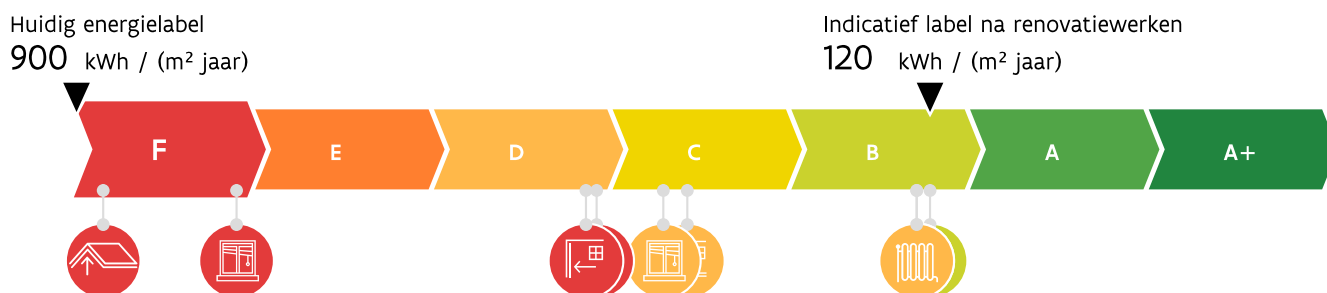 Huidig energielabel
900 kWh / (m² jaar)
Indicatief label na renovatiewerken
120 kWh / (m² jaar)
F
E
D
C
B
A
A+